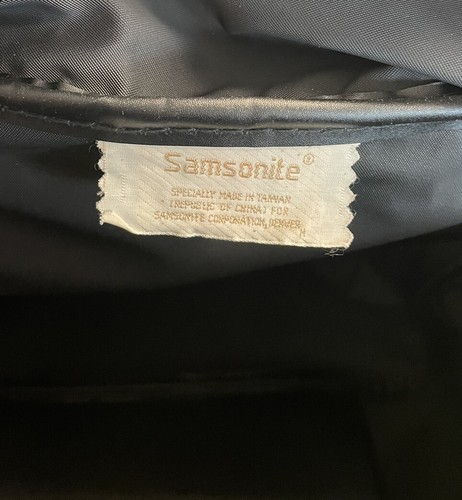 Samsonite®
SPECIALLY MADE IN TAIWAN
(REPUBLIC OF CHINA) FOR
SAMSONITE CORPORATION, DENVER,